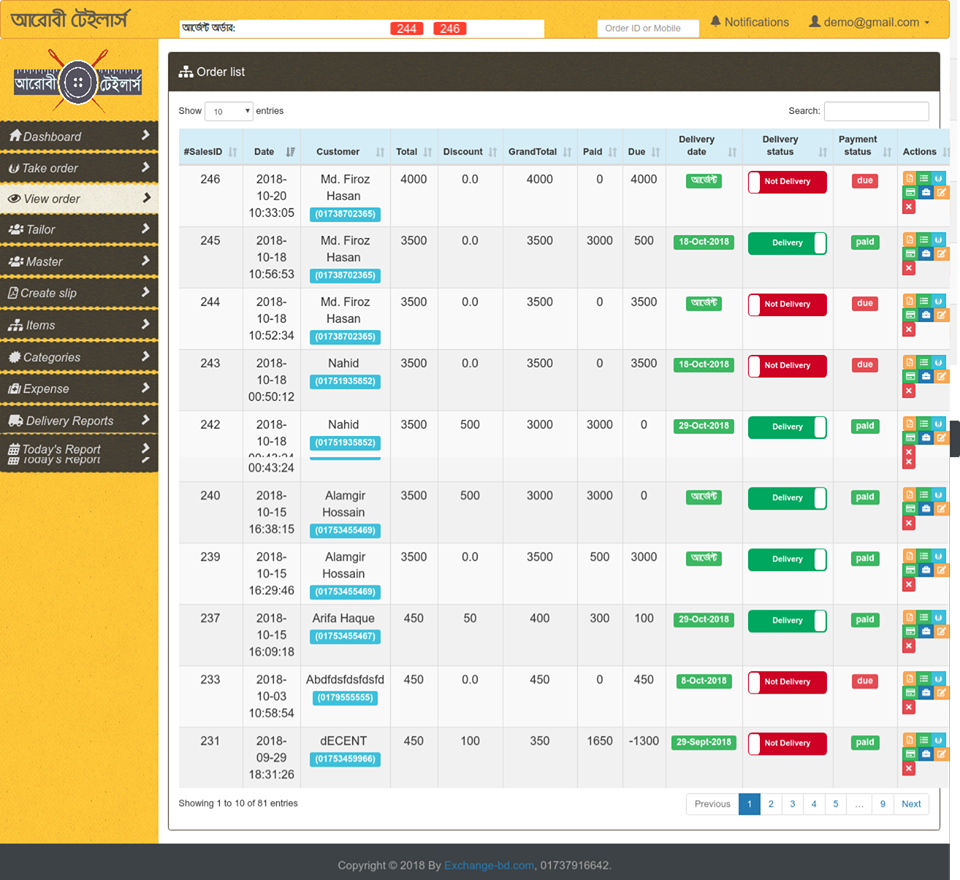 আরোবী টেইলার্স
আর্জেন্ট অর্ডার:
244 246
Order ID or Mobile
Notifications
demo@gmail.com
আরোবী টেইলার্স
Dashboard
Take order
View order
Tailor
Master
Create slip
Items
Categories
Expense
Delivery Reports
Today's Report
Today's Report
Order list
Show 10 entries
Search:
#SalesID Date Customer Total Discount GrandTotal Paid Due Delivery date Delivery status Payment status Actions
246 2018-10-20 10:33:05 Md. Firoz Hasan (01738702365) 4000 0.0 4000 0 4000 আর্জেন্ট Not Delivery due
245 2018-10-18 10:56:53 Md. Firoz Hasan (01738702365) 3500 0.0 3500 3000 500 18-Oct-2018 Delivery paid
244 2018-10-18 10:52:34 Md. Firoz Hasan (01738702365) 3500 0.0 3500 0 3500 আর্জেন্ট Not Delivery due
243 2018-10-18 00:50:12 Nahid (01751935852) 3500 0.0 3500 0 3500 18-Oct-2018 Not Delivery due
242 2018-10-18 00:43:24 Nahid (01751935852) 3500 500 3000 3000 0 29-Oct-2018 Delivery paid
240 2018-10-15 16:38:15 Alamgir Hossain (01753455469) 3500 500 3000 3000 0 আর্জেন্ট Delivery paid
239 2018-10-15 16:29:46 Alamgir Hossain (01753455469) 3500 0.0 3500 500 3000 আর্জেন্ট Delivery paid
237 2018-10-15 16:09:18 Arifa Haque (01753455467) 450 50 400 300 100 29-Oct-2018 Delivery paid
233 2018-10-03 10:58:54 Abdfdsfdsfdsfd (0179555555) 450 0.0 450 0 450 8-Oct-2018 Not Delivery due
231 2018-09-29 18:31:26 dECENT (01753459966) 450 100 350 1650 -1300 29-Sept-2018 Not Delivery paid
Showing 1 to 10 of 81 entries
Previous 1 2 3 4 5 … 9 Next
Copyright © 2018 By Exchange-bd.com, 01737916642.